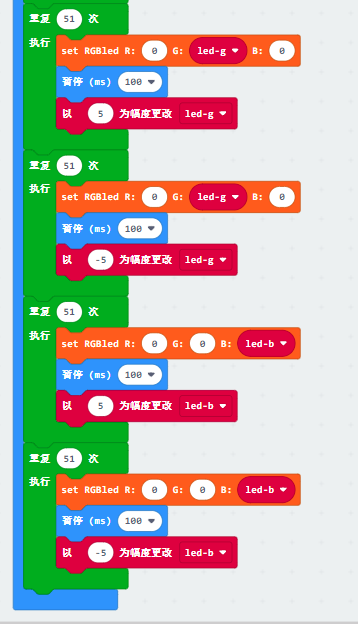 重复 51 次
执行
set RGBled R: 0 G: led-g B: 0
暂停 (ms) 100
以 5 为幅度更改 led-g
重复 51 次
执行
set RGBled R: 0 G: led-g B: 0
暂停 (ms) 100
以 -5 为幅度更改 led-g
重复 51 次
执行
set RGBled R: 0 G: 0 B: led-b
暂停 (ms) 100
以 5 为幅度更改 led-b
重复 51 次
执行
set RGBled R: 0 G: 0 B: led-b
暂停 (ms) 100
以 -5 为幅度更改 led-b